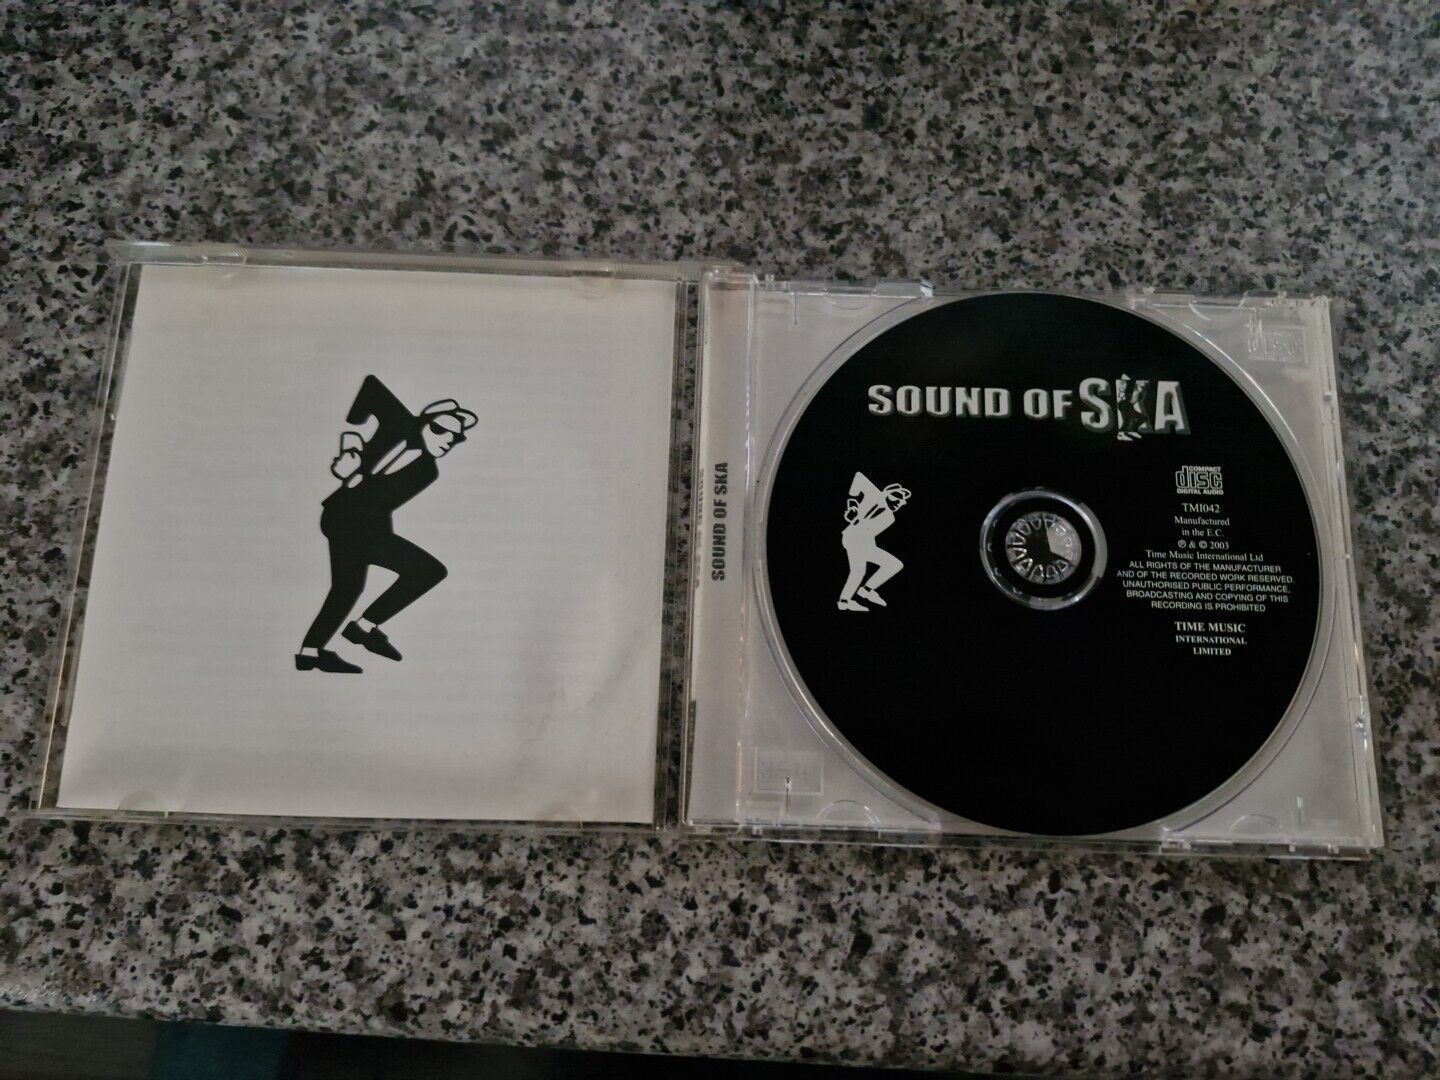 SOUND OF SKA
SOUND OF SKA
COMPACT
disc
DIGITAL AUDIO
TMI042
Manufactured
in the E.C.
℗ & © 2003
Time Music International Ltd
ALL RIGHTS OF THE MANUFACTURER
AND OF THE RECORDED WORK RESERVED.
UNAUTHORISED PUBLIC PERFORMANCE,
BROADCASTING AND COPYING OF THIS
RECORDING IS PROHIBITED
TIME MUSIC
INTERNATIONAL
LIMITED
disc